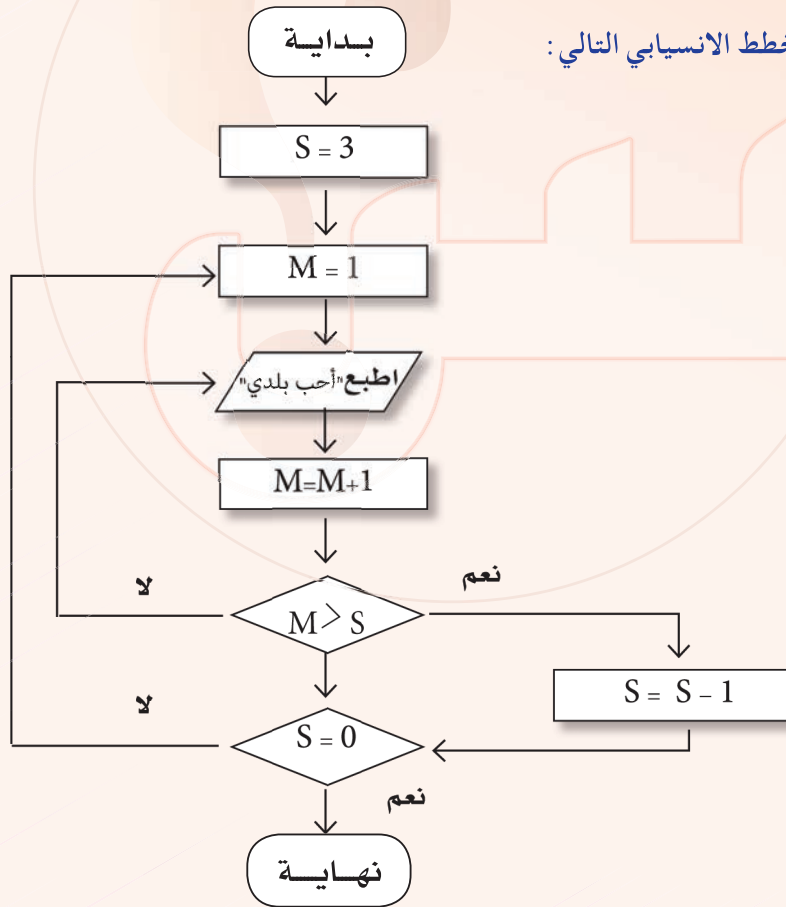 خطط الانسيابي التالي :
بـدايـة
S = 3
M = 1
اطبع "أحب بلدي"
M=M+1
نعم
لا
M > S
S = S - 1
لا
S = 0
نعم
نهـايـة